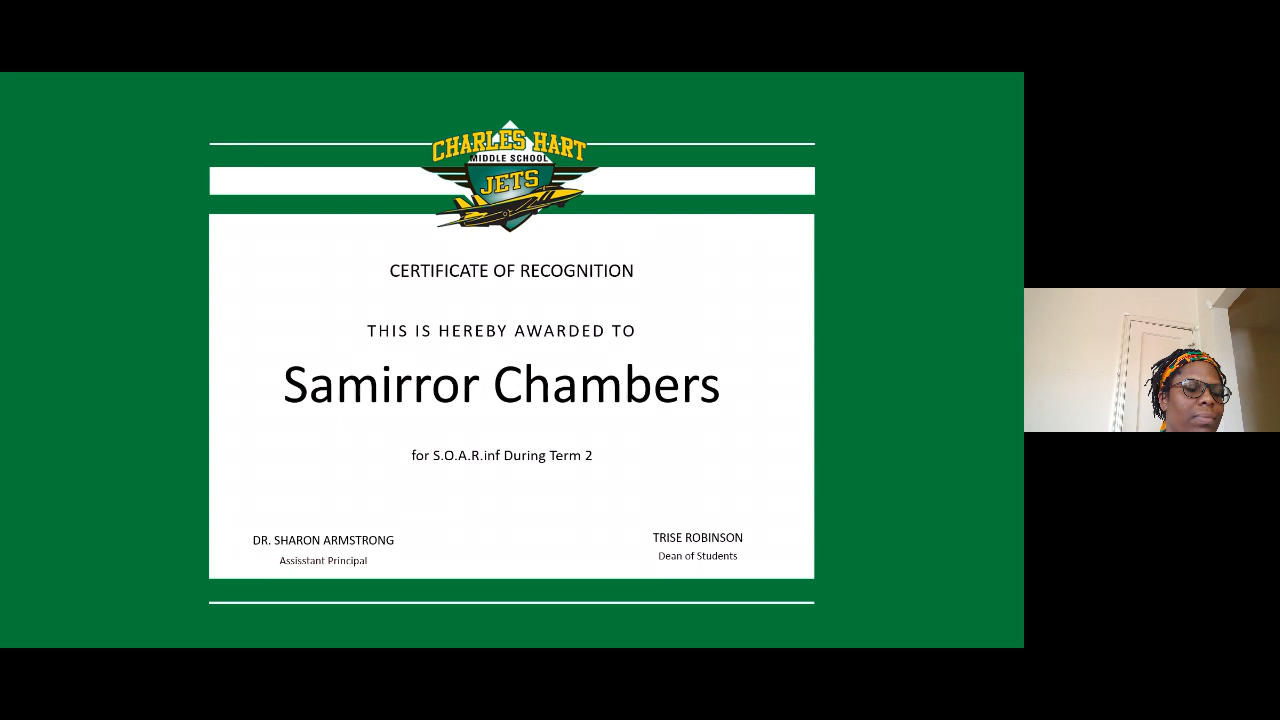 CHARLES HART
MIDDLE SCHOOL
JETS
CERTIFICATE OF RECOGNITION
THIS IS HEREBY AWARDED TO
Samirror Chambers
for S.O.A.R.inf During Term 2
DR. SHARON ARMSTRONG
Assisstant Principal
TRISE ROBINSON
Dean of Students